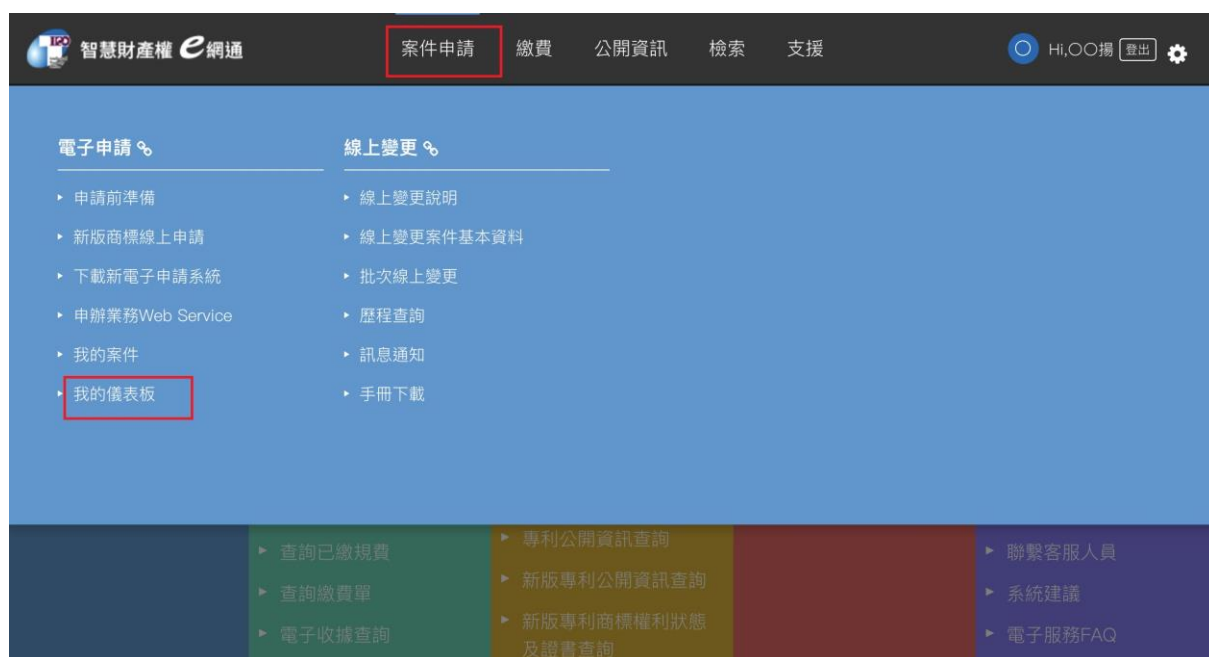 TIPO 智慧財產權 e網通
案件申請 繳費 公開資訊 檢索 支援
Hi,○○揚 登出
電子申請
申請前準備
新版商標線上申請
下載新電子申請系統
申辦業務Web Service
我的案件
我的儀表板
線上變更
線上變更說明
線上變更案件基本資料
批次線上變更
歷程查詢
訊息通知
手冊下載
查詢已繳規費
查詢繳費單
電子收據查詢
專利公開資訊查詢
新版專利公開資訊查詢
新版專利商標權利狀態
及證書查詢
聯繫客服人員
系統建議
電子服務FAQ